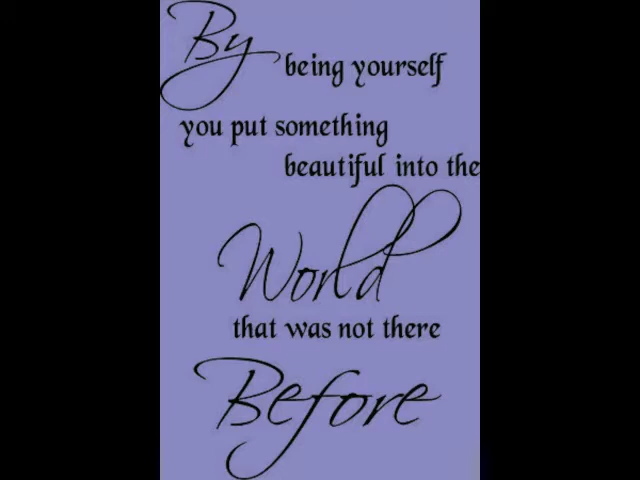 By being yourself
you put something
beautiful into the
World
that was not there
Before